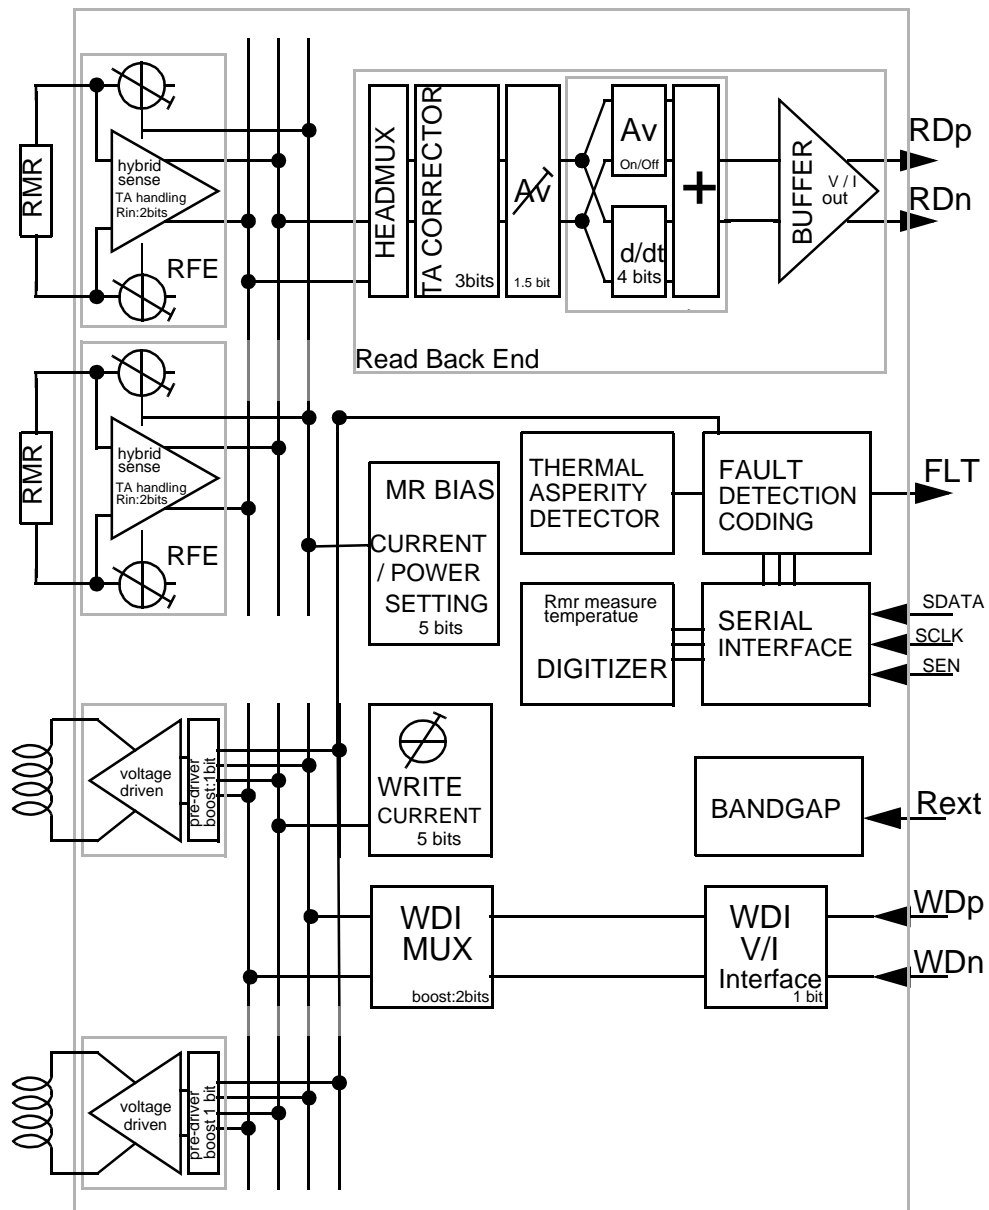 RMR
hybrid
sense
TA handling
Rin:2bits
RFE
HEADMUX
TA CORRECTOR
3bits
Av
1.5 bit
Av
On/Off
d/dt
4 bits
+
BUFFER
V / I
out
RDp
RDn
Read Back End
RMR
hybrid
sense
TA handling
Rin:2bits
RFE
MR BIAS
CURRENT
/ POWER
SETTING
5 bits
THERMAL
ASPERITY
DETECTOR
FAULT
DETECTION
CODING
FLT
Rmr measure
temperatue
DIGITIZER
SERIAL
INTERFACE
SDATA
SCLK
SEN
voltage
driven
pre-driver
boost:1bit
WRITE
CURRENT
5 bits
BANDGAP
Rext
WDI
MUX
boost:2bits
WDI
V/I
Interface
1 bit
WDp
WDn
voltage
driven
pre-driver
boost 1 bit